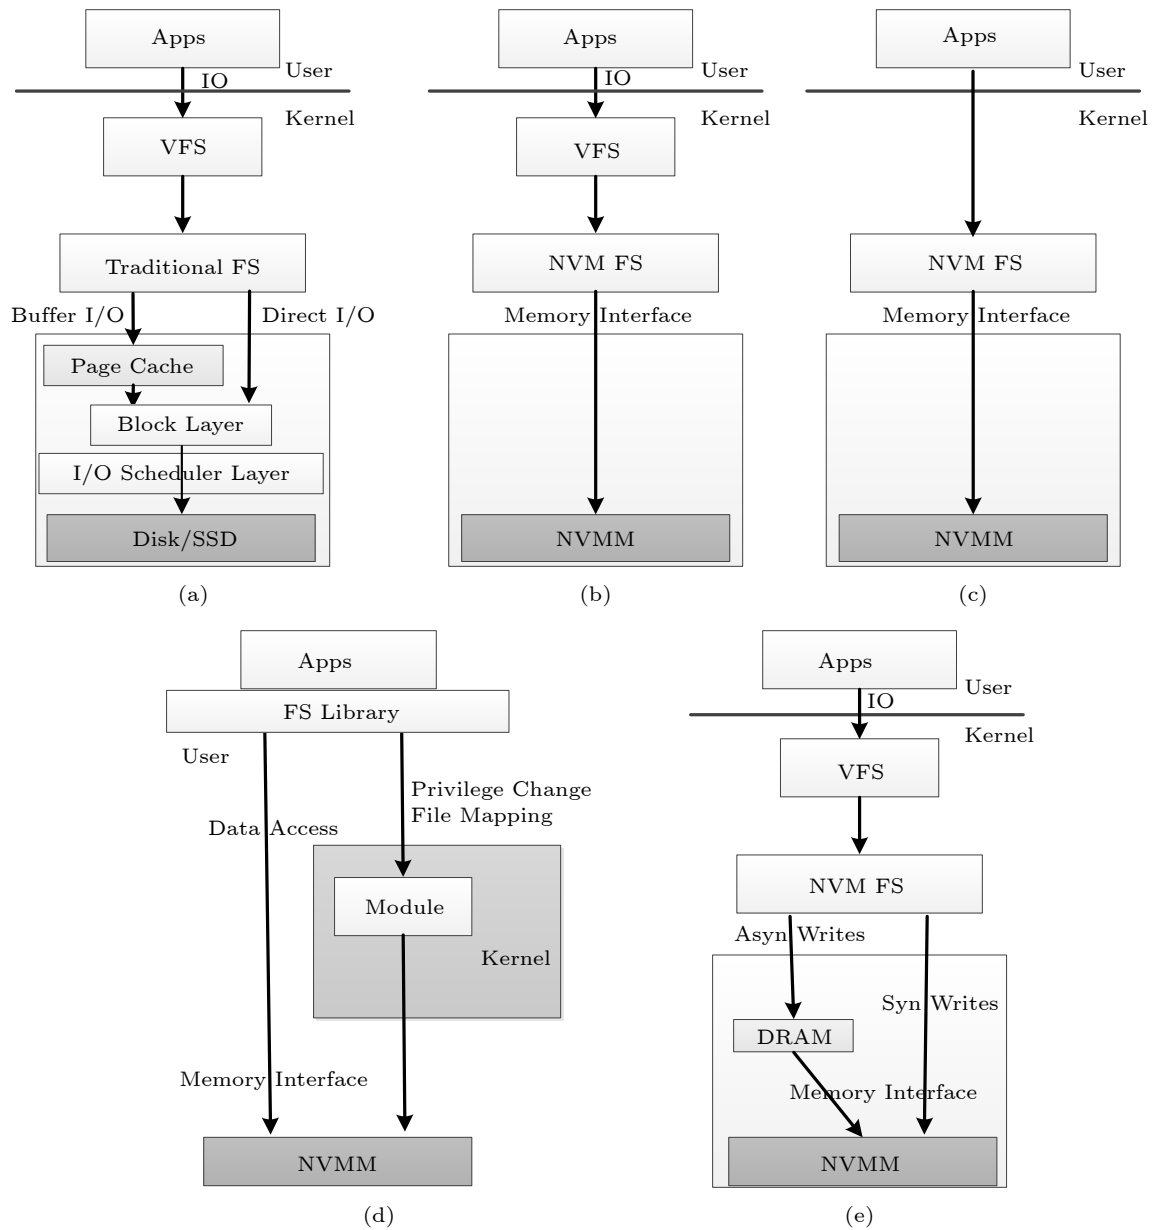 Apps
IO
User
Kernel
VFS
Traditional FS
Buffer I/O
Direct I/O
Page Cache
Block Layer
I/O Scheduler Layer
Disk/SSD
(a)
Apps
IO
User
Kernel
VFS
NVM FS
Memory Interface
NVMM
(b)
Apps
User
Kernel
NVM FS
Memory Interface
NVMM
(c)
Apps
FS Library
User
Privilege Change
File Mapping
Data Access
Module
Kernel
Memory Interface
NVMM
(d)
Apps
IO
User
Kernel
VFS
NVM FS
Asyn Writes
Syn Writes
DRAM
Memory Interface
NVMM
(e)